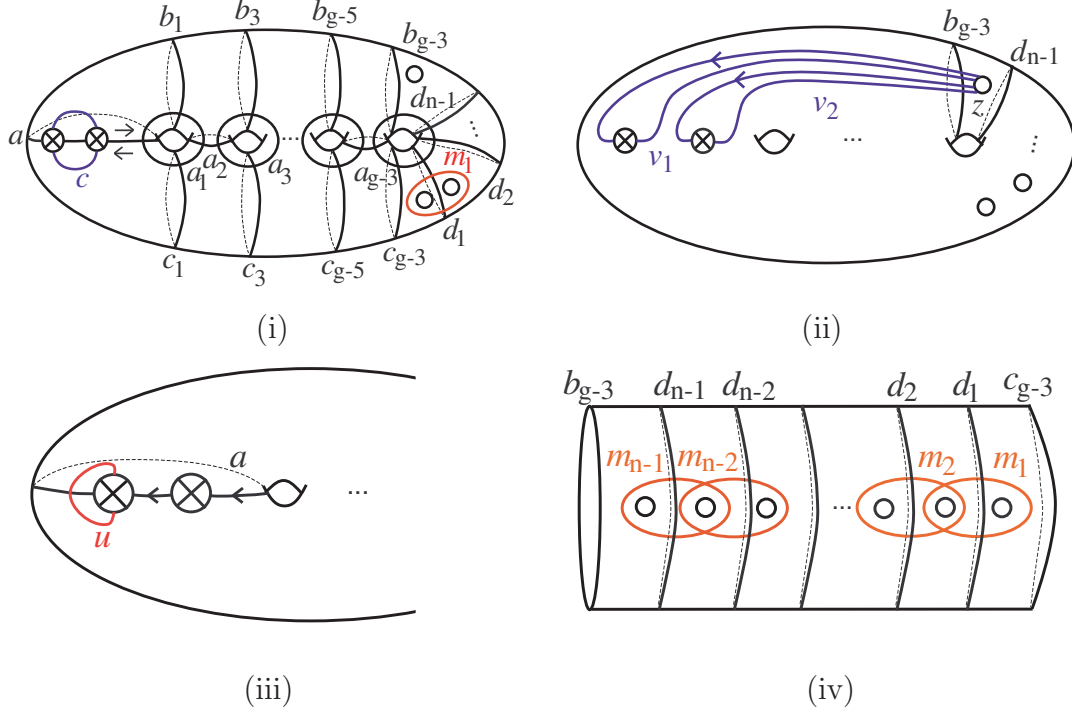 b1 b3 bg-5 bg-3
dn-1
a
c
a1 a2 a3 ... ag-3
m1
...
d2
d1
c1 c3 cg-5 cg-3
(i)
bg-3 dn-1
z
v2
v1
...
...
(ii)
a
...
u
(iii)
bg-3 dn-1 dn-2 d2 d1 cg-3
mn-1 mn-2 m2 m1
...
(iv)